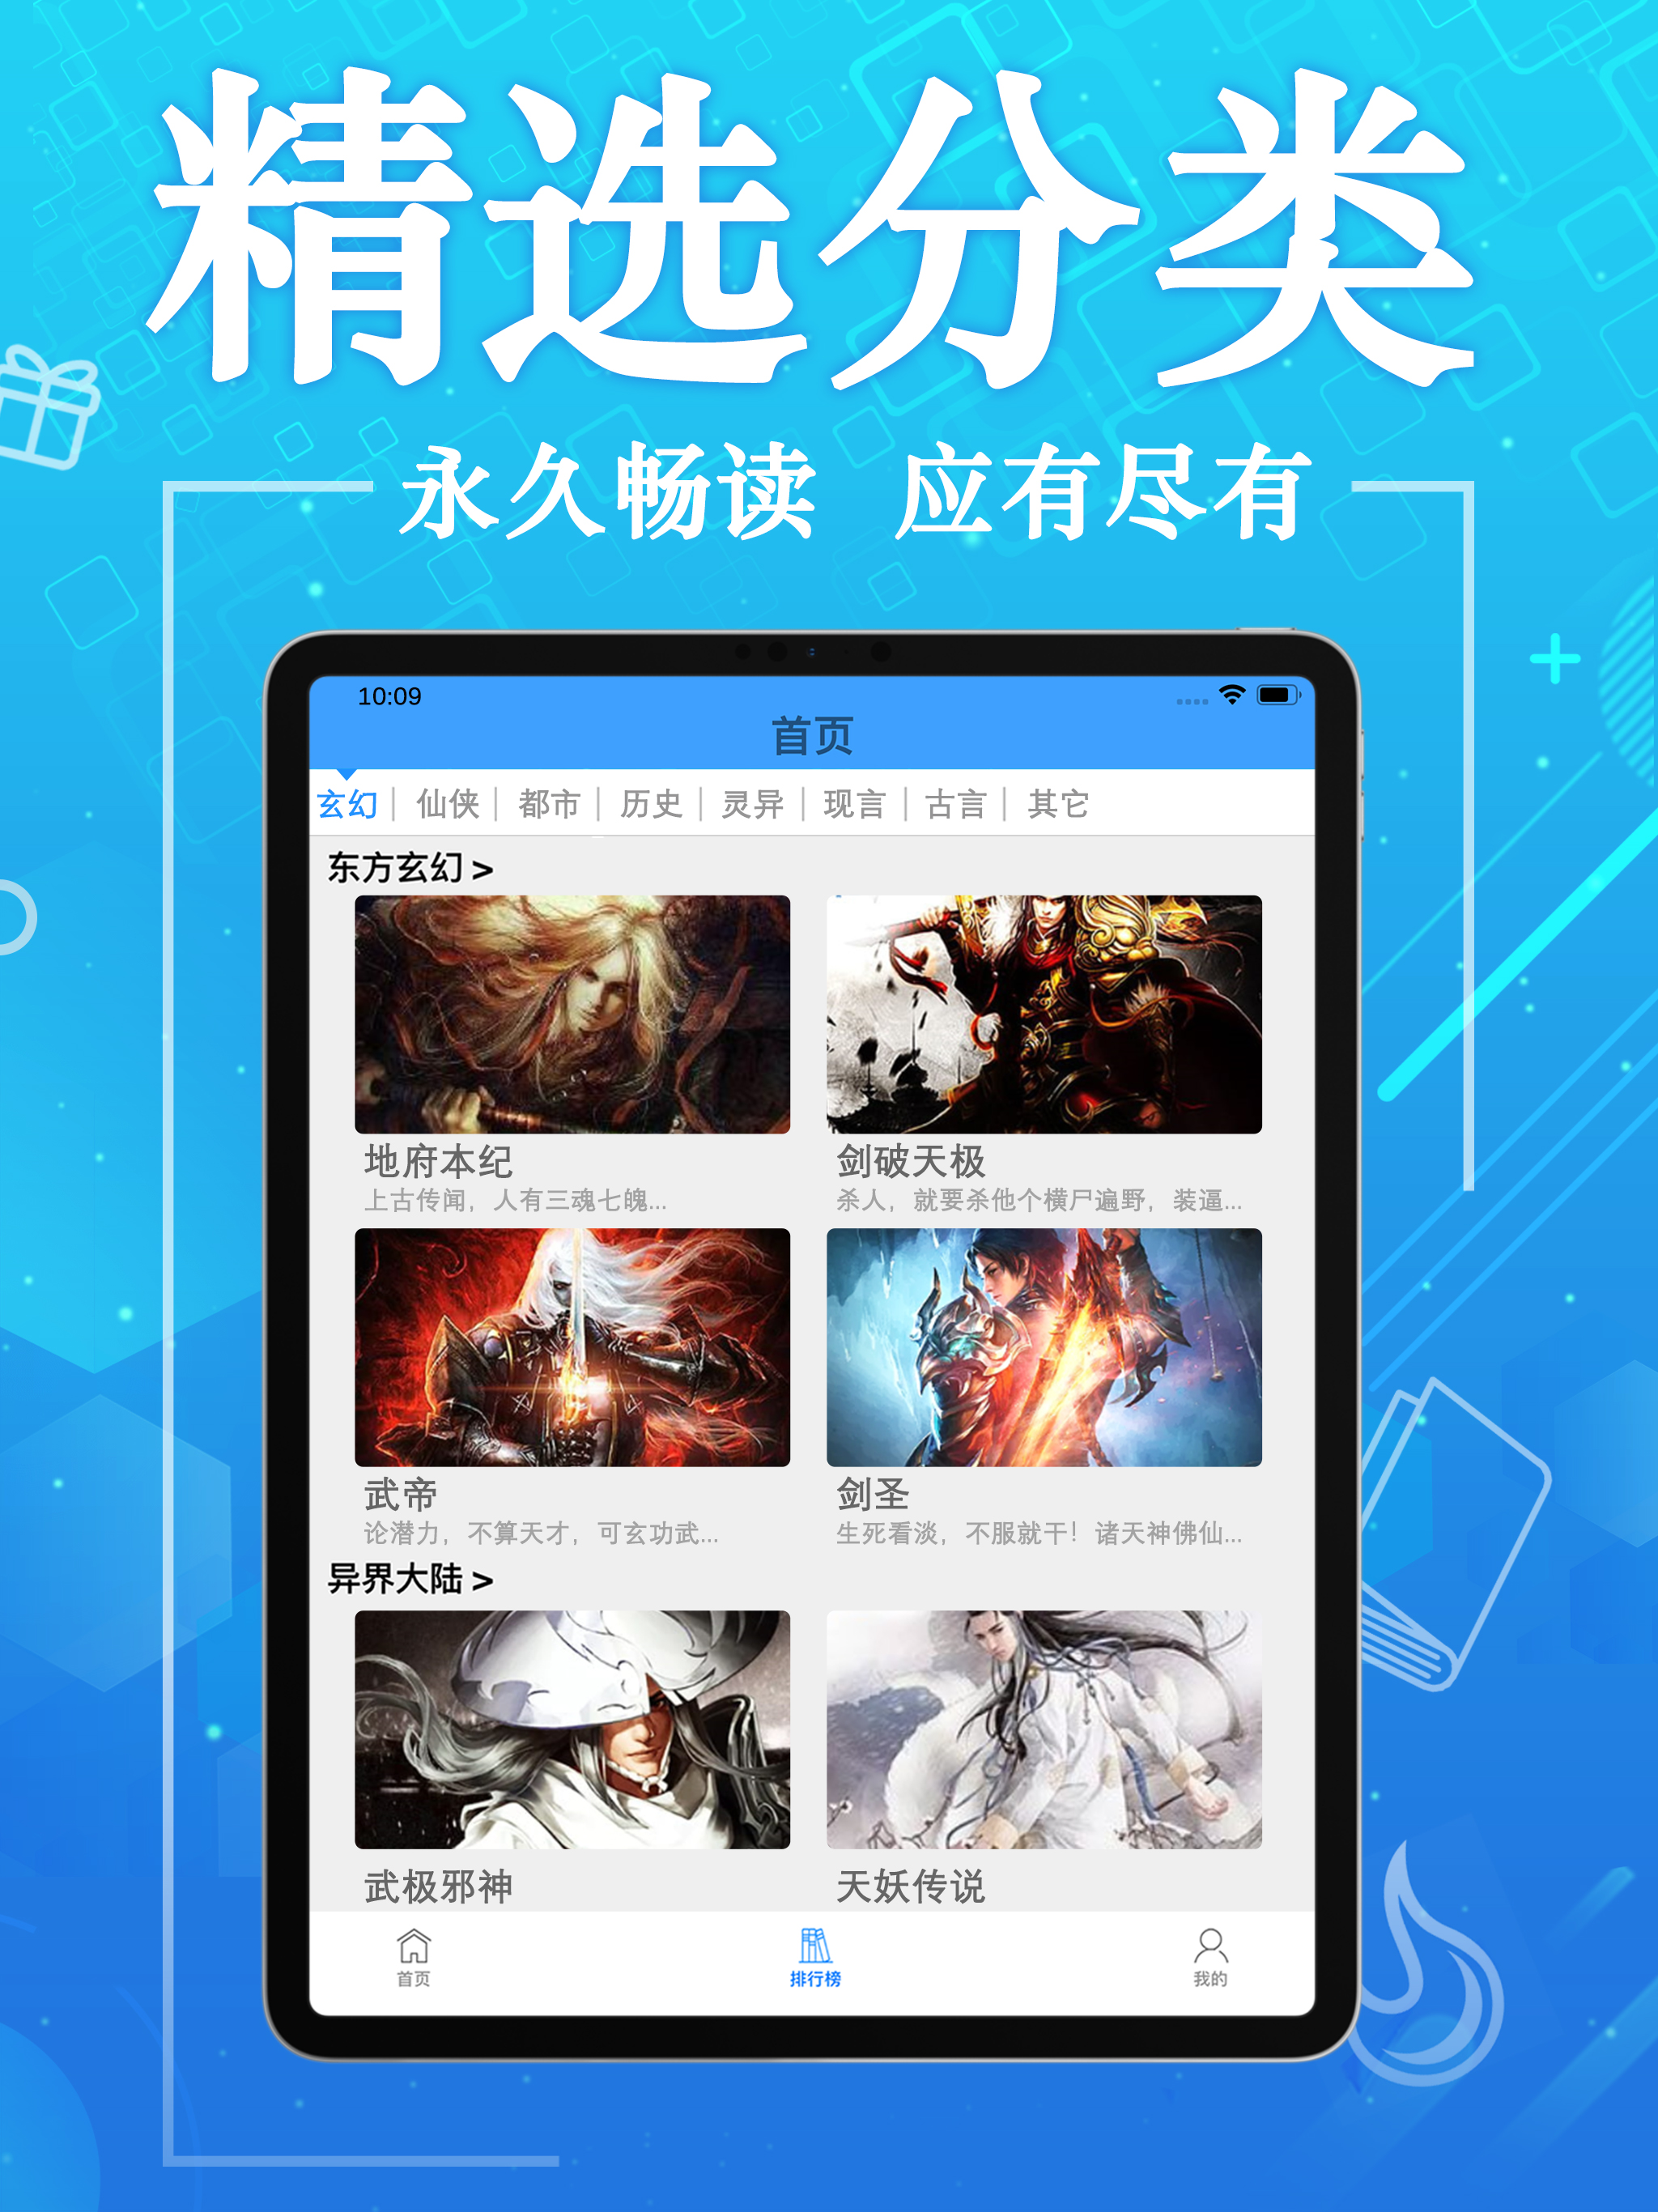 精选分类
永久畅读 应有尽有
10:09
首页
玄幻 | 仙侠 | 都市 | 历史 | 灵异 | 现言 | 古言 | 其它
东方玄幻 >
地府本纪 剑破天极
上古传闻，人有三魂七魄... 杀人，就要杀他个横尸遍野，装逼...
武帝 剑圣
论潜力，不算天才，可玄功武... 生死看淡，不服就干！诸天神佛仙...
异界大陆 >
武极邪神 天妖传说
首页 排行榜 我的